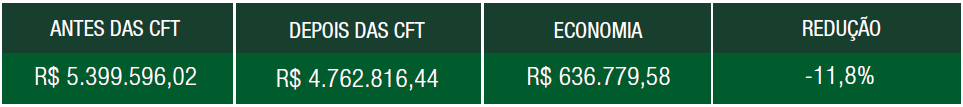 ANTES DAS CFT DEPOIS DAS CFT ECONOMIA REDUÇÃO
R$ 5.399.596,02 R$ 4.762.816,44 R$ 636.779,58 -11,8%